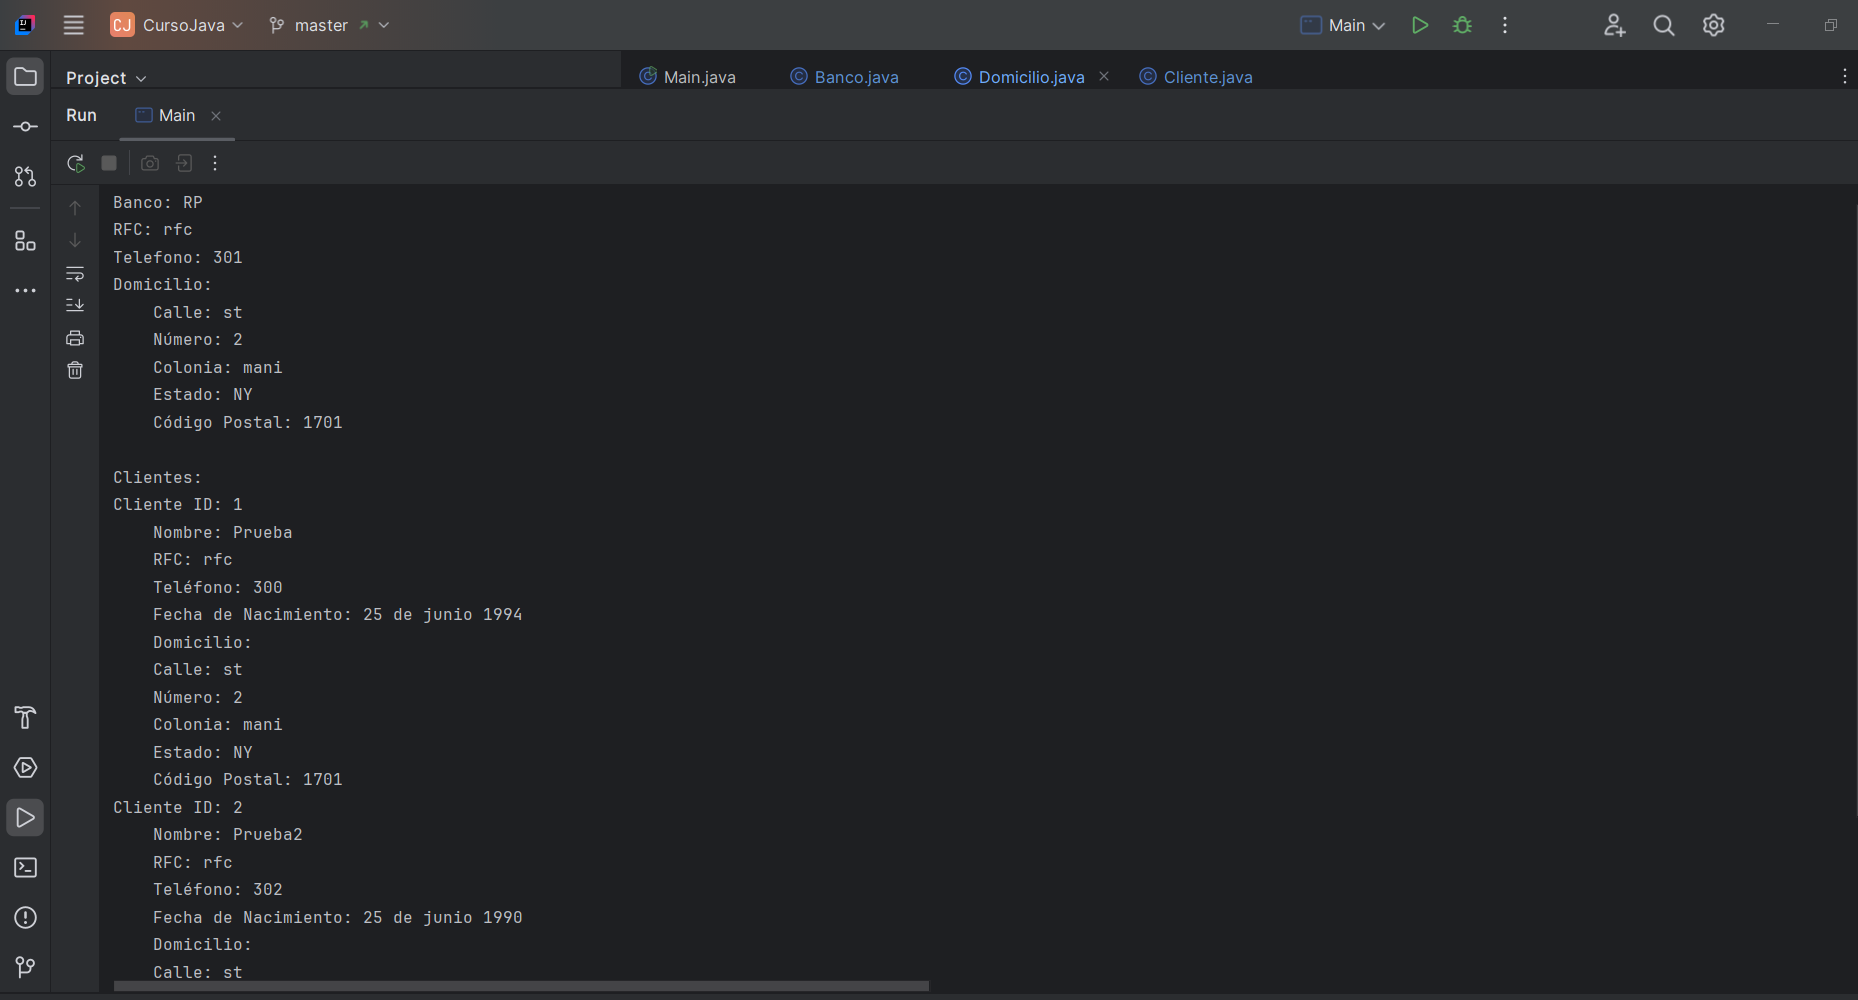 CJ CursoJava master Main
Project Main.java Banco.java Domicilio.java Cliente.java
Run Main
Banco: RP
RFC: rfc
Telefono: 301
Domicilio:
Calle: st
Número: 2
Colonia: mani
Estado: NY
Código Postal: 1701
Clientes:
Cliente ID: 1
Nombre: Prueba
RFC: rfc
Teléfono: 300
Fecha de Nacimiento: 25 de junio 1994
Domicilio:
Calle: st
Número: 2
Colonia: mani
Estado: NY
Código Postal: 1701
Cliente ID: 2
Nombre: Prueba2
RFC: rfc
Teléfono: 302
Fecha de Nacimiento: 25 de junio 1990
Domicilio:
Calle: st